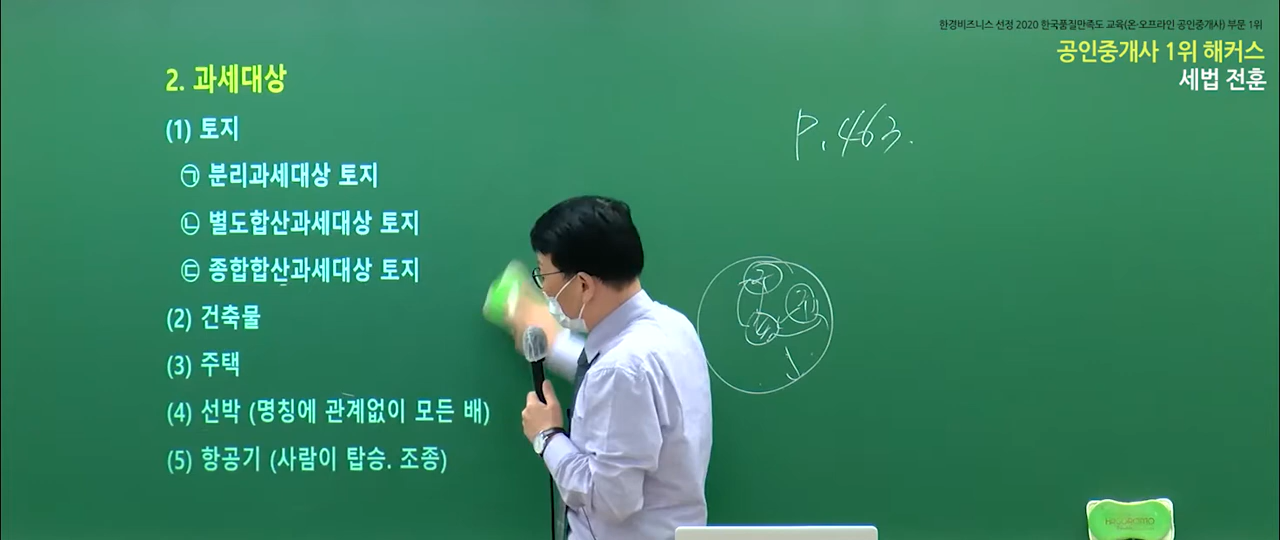 한경비즈니스 선정 2020 한국품질만족도 교육(온·오프라인 공인중개사) 부문 1위
공인중개사 1위 해커스
세법 전훈
2. 과세대상
(1) 토지
㉠ 분리과세대상 토지
㉡ 별도합산과세대상 토지
㉢ 종합합산과세대상 토지
(2) 건축물
(3) 주택
(4) 선박 (명칭에 관계없이 모든 배)
(5) 항공기 (사람이 탑승. 조종)
P. 463.